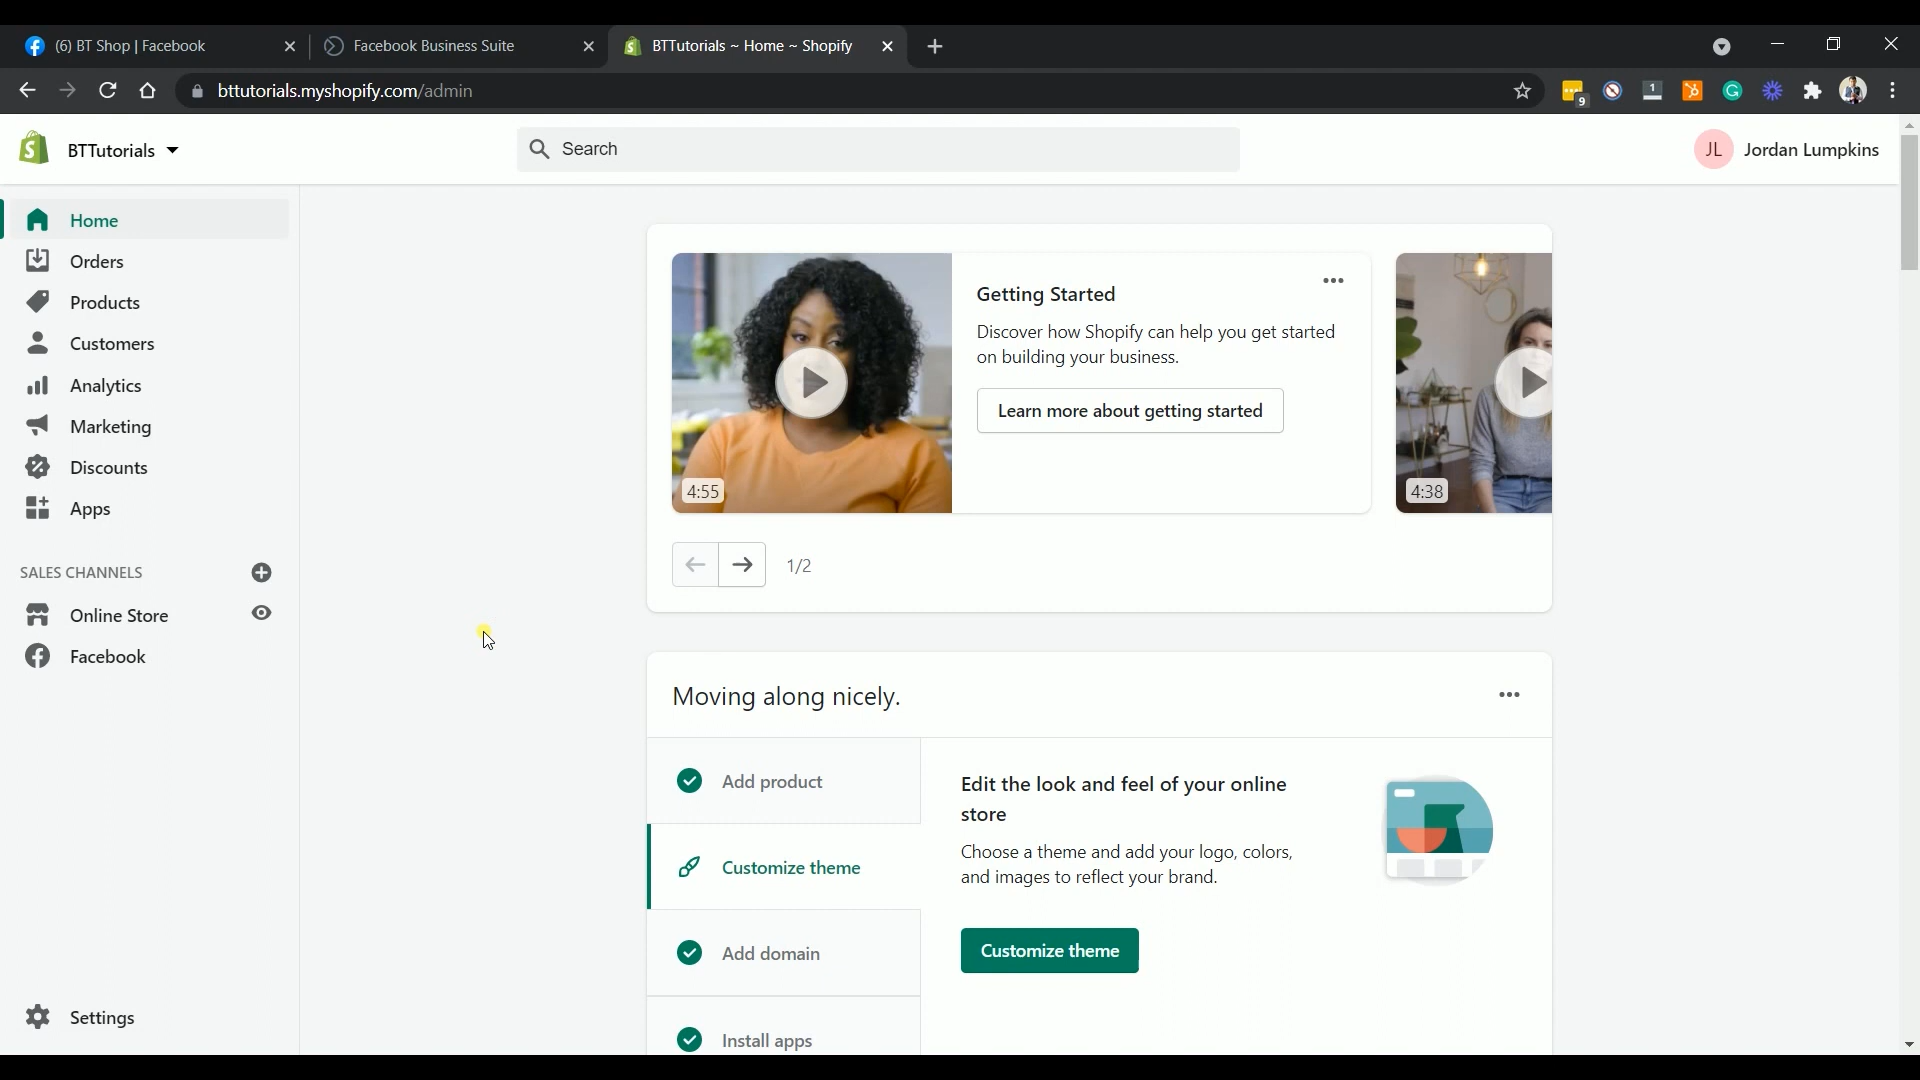 (6) BT Shop | Facebook
Facebook Business Suite
BTTutorials ~ Home ~ Shopify
bttutorials.myshopify.com/admin
9
1
BTTutorials
Search
JL
Jordan Lumpkins
Home
Orders
Products
Customers
Analytics
Marketing
Discounts
Apps
SALES CHANNELS
Online Store
Facebook
Settings
Getting Started
Discover how Shopify can help you get started
on building your business.
Learn more about getting started
4:55
4:38
1/2
Moving along nicely.
Add product
Customize theme
Add domain
Install apps
Edit the look and feel of your online
store
Choose a theme and add your logo, colors,
and images to reflect your brand.
Customize theme